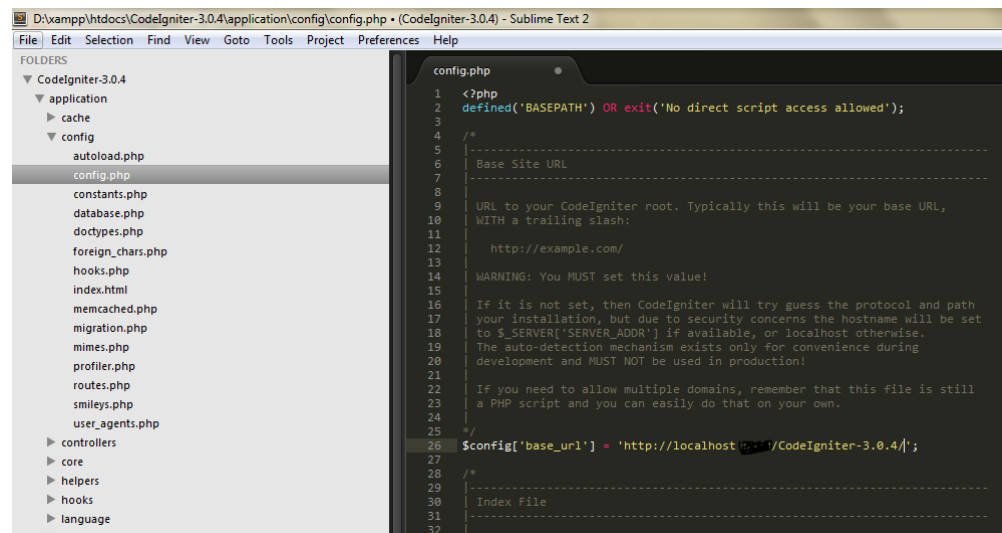 D:\xampp\htdocs\CodeIgniter-3.0.4\application\config\config.php • (CodeIgniter-3.0.4) - Sublime Text 2
File Edit Selection Find View Goto Tools Project Preferences Help
FOLDERS
CodeIgniter-3.0.4
application
cache
config
autoload.php
config.php
constants.php
database.php
doctypes.php
foreign_chars.php
hooks.php
index.html
memcached.php
migration.php
mimes.php
profiler.php
routes.php
smileys.php
user_agents.php
controllers
core
helpers
hooks
language
config.php
1 <?php
2 defined('BASEPATH') OR exit('No direct script access allowed');
3
4 /*
5 |--------------------------------------------------------------------------
6 | Base Site URL
7 |--------------------------------------------------------------------------
8 |
9 | URL to your CodeIgniter root. Typically this will be your base URL,
10 | WITH a trailing slash:
11 |
12 | http://example.com/
13 |
14 | WARNING: You MUST set this value!
15 |
16 | If it is not set, then CodeIgniter will try guess the protocol and path
17 | your installation, but due to security concerns the hostname will be set
18 | to $_SERVER['SERVER_ADDR'] if available, or localhost otherwise.
19 | The auto-detection mechanism exists only for convenience during
20 | development and MUST NOT be used in production!
21 |
22 | If you need to allow multiple domains, remember that this file is still
23 | a PHP script and you can easily do that on your own.
24 |
25 */
26 $config['base_url'] = 'http://localhost /CodeIgniter-3.0.4/';
27
28 /*
29 |--------------------------------------------------------------------------
30 | Index File
31 |--------------------------------------------------------------------------
32